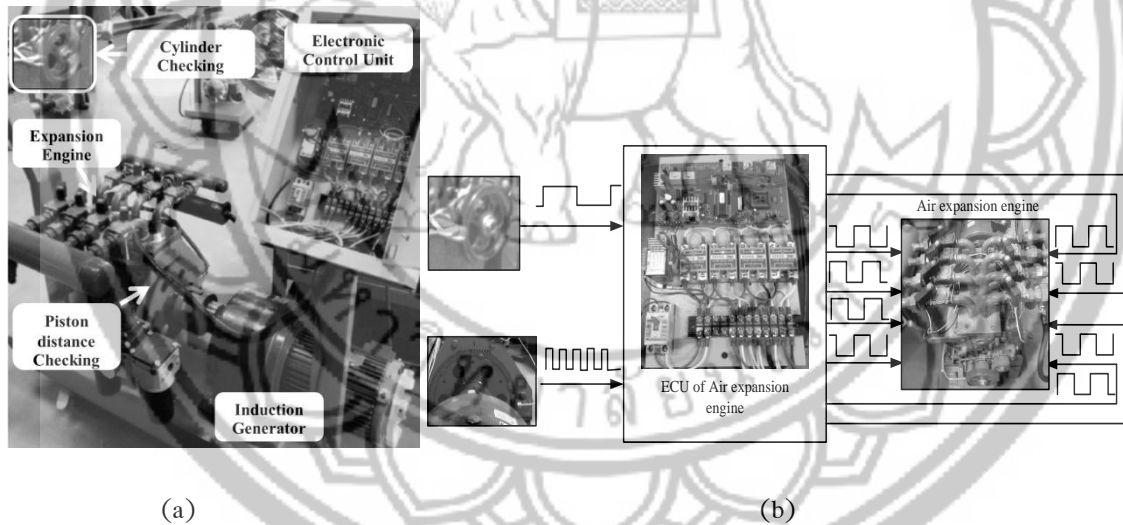 Cylinder
Checking
Electronic
Control Unit
Expansion
Engine
Piston
distance
Checking
Induction
Generator
ECU of Air expansion
engine
Air expansion engine
(a)
(b)